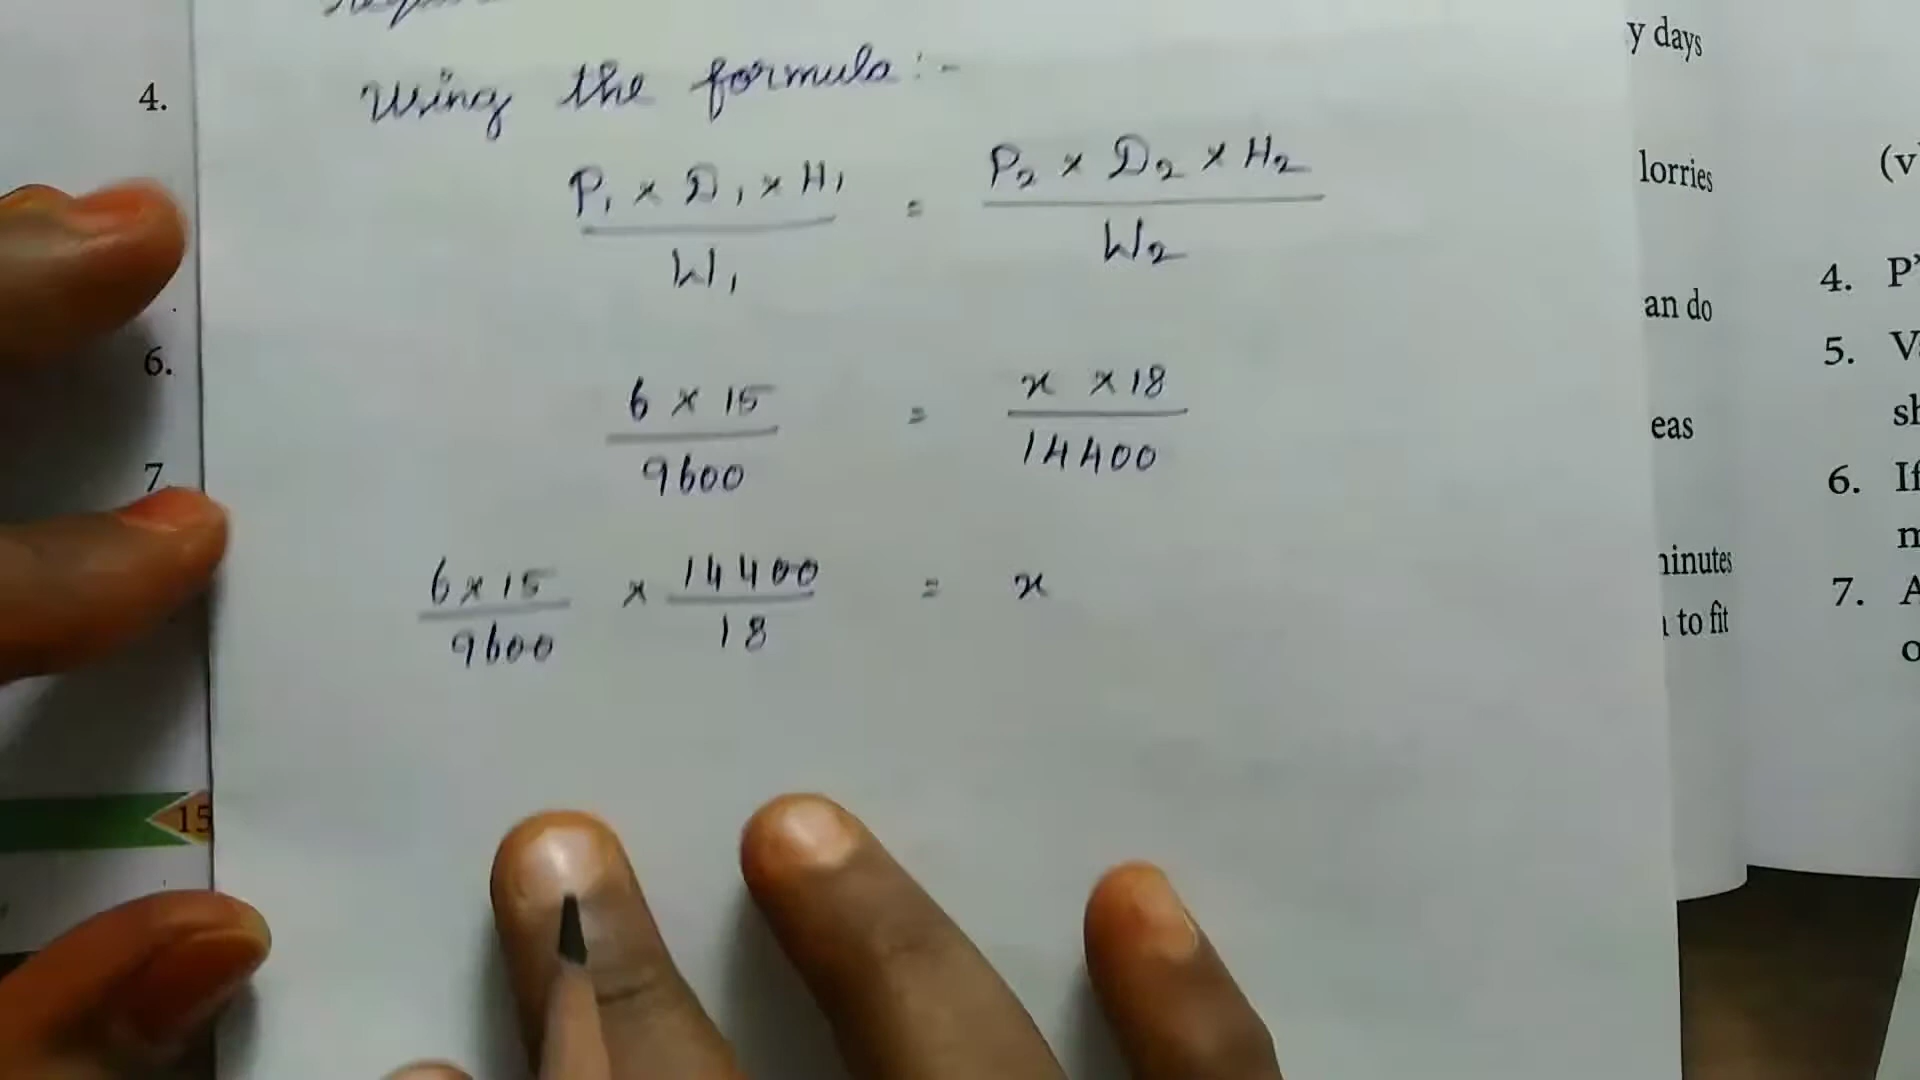 4.
Using the formula:-
P₁ × D₁ × H₁ / W₁ = P₂ × D₂ × H₂ / W₂
6.
6 × 15 / 9600 = x × 18 / 14400
7.
6 × 15 / 9600 × 14400 / 18 = x
15
y days
lorries
an do
eas
minutes
to fit
(v
4. P
5. V
sh
6. If
m
7. A
o